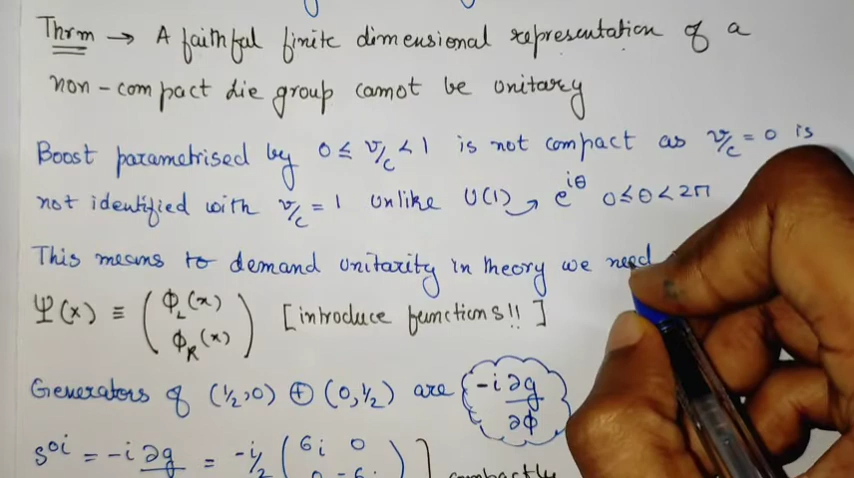 Thrm → A faithful finite dimensional representation of a
non-compact Lie group cannot be unitary
Boost parametrised by 0 ≤ v/c < 1 is not compact as v/c = 0 is
not identified with v/c = 1 unlike U(1) → e^{iθ} 0 ≤ θ < 2π
This means to demand unitarity in theory we need
Ψ(x) ≡ ( ϕ_L(x) ϕ_R(x) ) [introduce functions!!]
Generators of (1/2,0) ⊕ (0,1/2) are -i ∂g/∂ϕ
S^{0i} = -i ∂g = -i/2 ( σ_i 0 0 -σ_i ) ] compactly